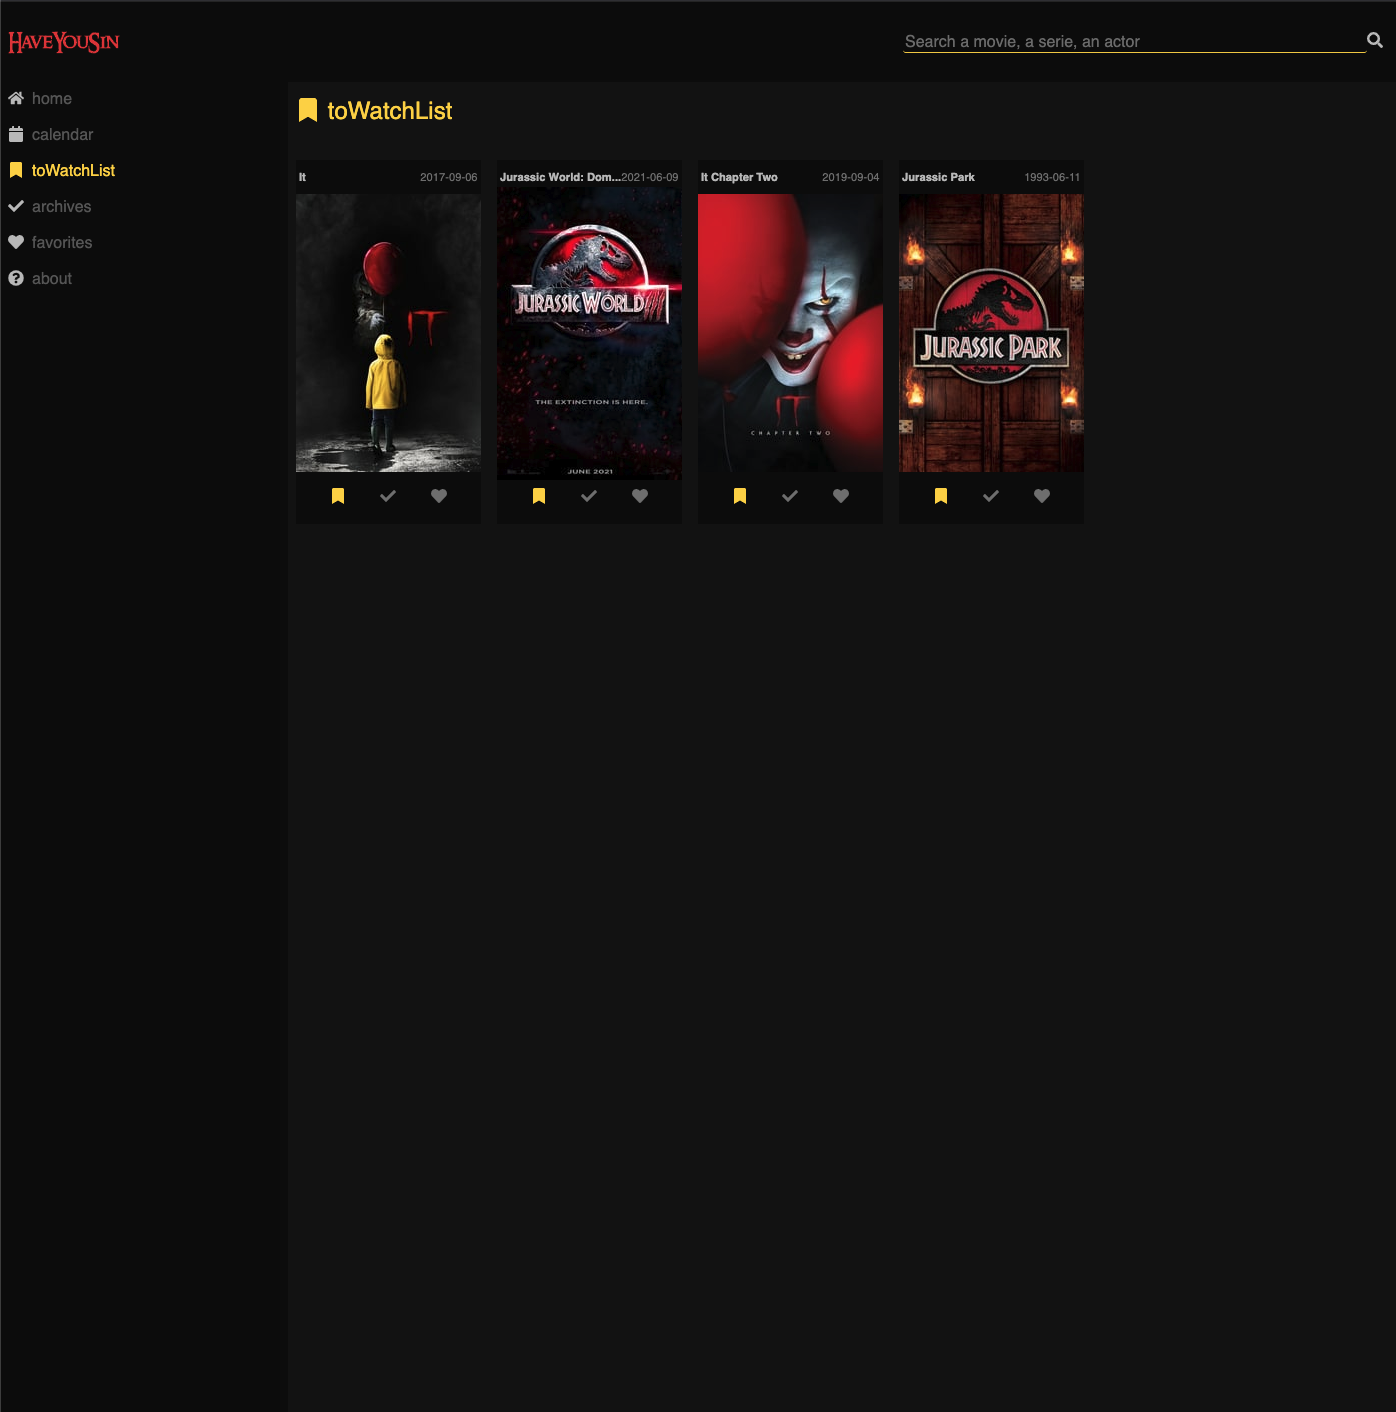 HAVEYOUSIN
Search a movie, a serie, an actor
home
calendar
toWatchList
archives
favorites
about
toWatchList
It 2017-09-06
IT
Jurassic World: Dom...2021-06-09
JURASSIC WORLD
THE EXTINCTION IS HERE.
JUNE 2021
It Chapter Two 2019-09-04
IT
CHAPTER TWO
Jurassic Park 1993-06-11
JURASSIC PARK